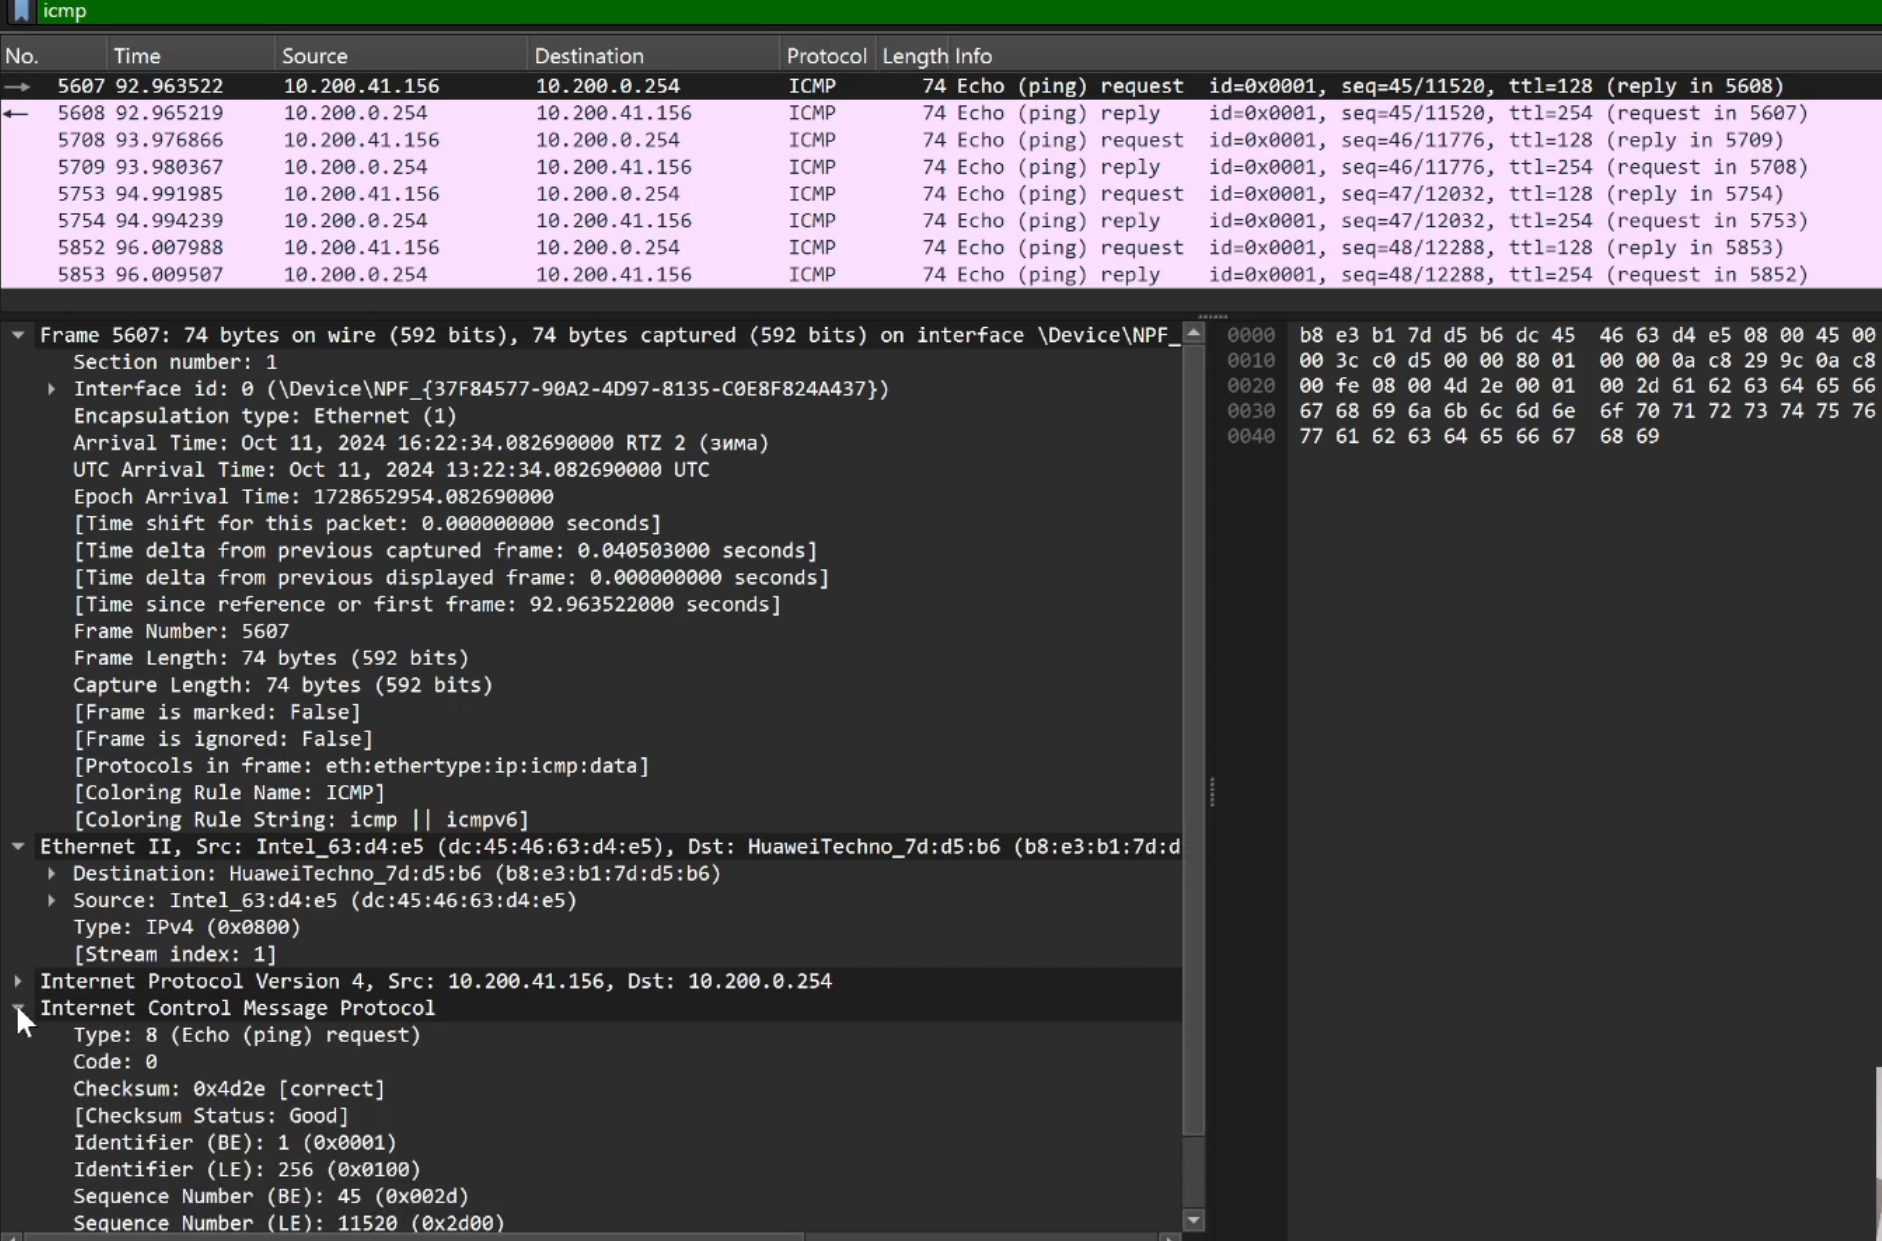 icmp
No. Time Source Destination Protocol Length Info
5607 92.963522 10.200.41.156 10.200.0.254 ICMP 74 Echo (ping) request id=0x0001, seq=45/11520, ttl=128 (reply in 5608)
5608 92.965219 10.200.0.254 10.200.41.156 ICMP 74 Echo (ping) reply id=0x0001, seq=45/11520, ttl=254 (request in 5607)
5708 93.976866 10.200.41.156 10.200.0.254 ICMP 74 Echo (ping) request id=0x0001, seq=46/11776, ttl=128 (reply in 5709)
5709 93.980367 10.200.0.254 10.200.41.156 ICMP 74 Echo (ping) reply id=0x0001, seq=46/11776, ttl=254 (request in 5708)
5753 94.991985 10.200.41.156 10.200.0.254 ICMP 74 Echo (ping) request id=0x0001, seq=47/12032, ttl=128 (reply in 5754)
5754 94.994239 10.200.0.254 10.200.41.156 ICMP 74 Echo (ping) reply id=0x0001, seq=47/12032, ttl=254 (request in 5753)
5852 96.007988 10.200.41.156 10.200.0.254 ICMP 74 Echo (ping) request id=0x0001, seq=48/12288, ttl=128 (reply in 5853)
5853 96.009507 10.200.0.254 10.200.41.156 ICMP 74 Echo (ping) reply id=0x0001, seq=48/12288, ttl=254 (request in 5852)
Frame 5607: 74 bytes on wire (592 bits), 74 bytes captured (592 bits) on interface \Device\NPF_
Section number: 1
Interface id: 0 (\Device\NPF_{37F84577-90A2-4D97-8135-C0E8F824A437})
Encapsulation type: Ethernet (1)
Arrival Time: Oct 11, 2024 16:22:34.082690000 RTZ 2 (зима)
UTC Arrival Time: Oct 11, 2024 13:22:34.082690000 UTC
Epoch Arrival Time: 1728652954.082690000
[Time shift for this packet: 0.000000000 seconds]
[Time delta from previous captured frame: 0.040503000 seconds]
[Time delta from previous displayed frame: 0.000000000 seconds]
[Time since reference or first frame: 92.963522000 seconds]
Frame Number: 5607
Frame Length: 74 bytes (592 bits)
Capture Length: 74 bytes (592 bits)
[Frame is marked: False]
[Frame is ignored: False]
[Protocols in frame: eth:ethertype:ip:icmp:data]
[Coloring Rule Name: ICMP]
[Coloring Rule String: icmp || icmpv6]
Ethernet II, Src: Intel_63:d4:e5 (dc:45:46:63:d4:e5), Dst: HuaweiTechno_7d:d5:b6 (b8:e3:b1:7d:d
Destination: HuaweiTechno_7d:d5:b6 (b8:e3:b1:7d:d5:b6)
Source: Intel_63:d4:e5 (dc:45:46:63:d4:e5)
Type: IPv4 (0x0800)
[Stream index: 1]
Internet Protocol Version 4, Src: 10.200.41.156, Dst: 10.200.0.254
Internet Control Message Protocol
Type: 8 (Echo (ping) request)
Code: 0
Checksum: 0x4d2e [correct]
[Checksum Status: Good]
Identifier (BE): 1 (0x0001)
Identifier (LE): 256 (0x0100)
Sequence Number (BE): 45 (0x002d)
Sequence Number (LE): 11520 (0x2d00)
0000 b8 e3 b1 7d d5 b6 dc 45 46 63 d4 e5 08 00 45 00
0010 00 3c c0 d5 00 00 80 01 00 00 0a c8 29 9c 0a c8
0020 00 fe 08 00 4d 2e 00 01 00 2d 61 62 63 64 65 66
0030 67 68 69 6a 6b 6c 6d 6e 6f 70 71 72 73 74 75 76
0040 77 61 62 63 64 65 66 67 68 69